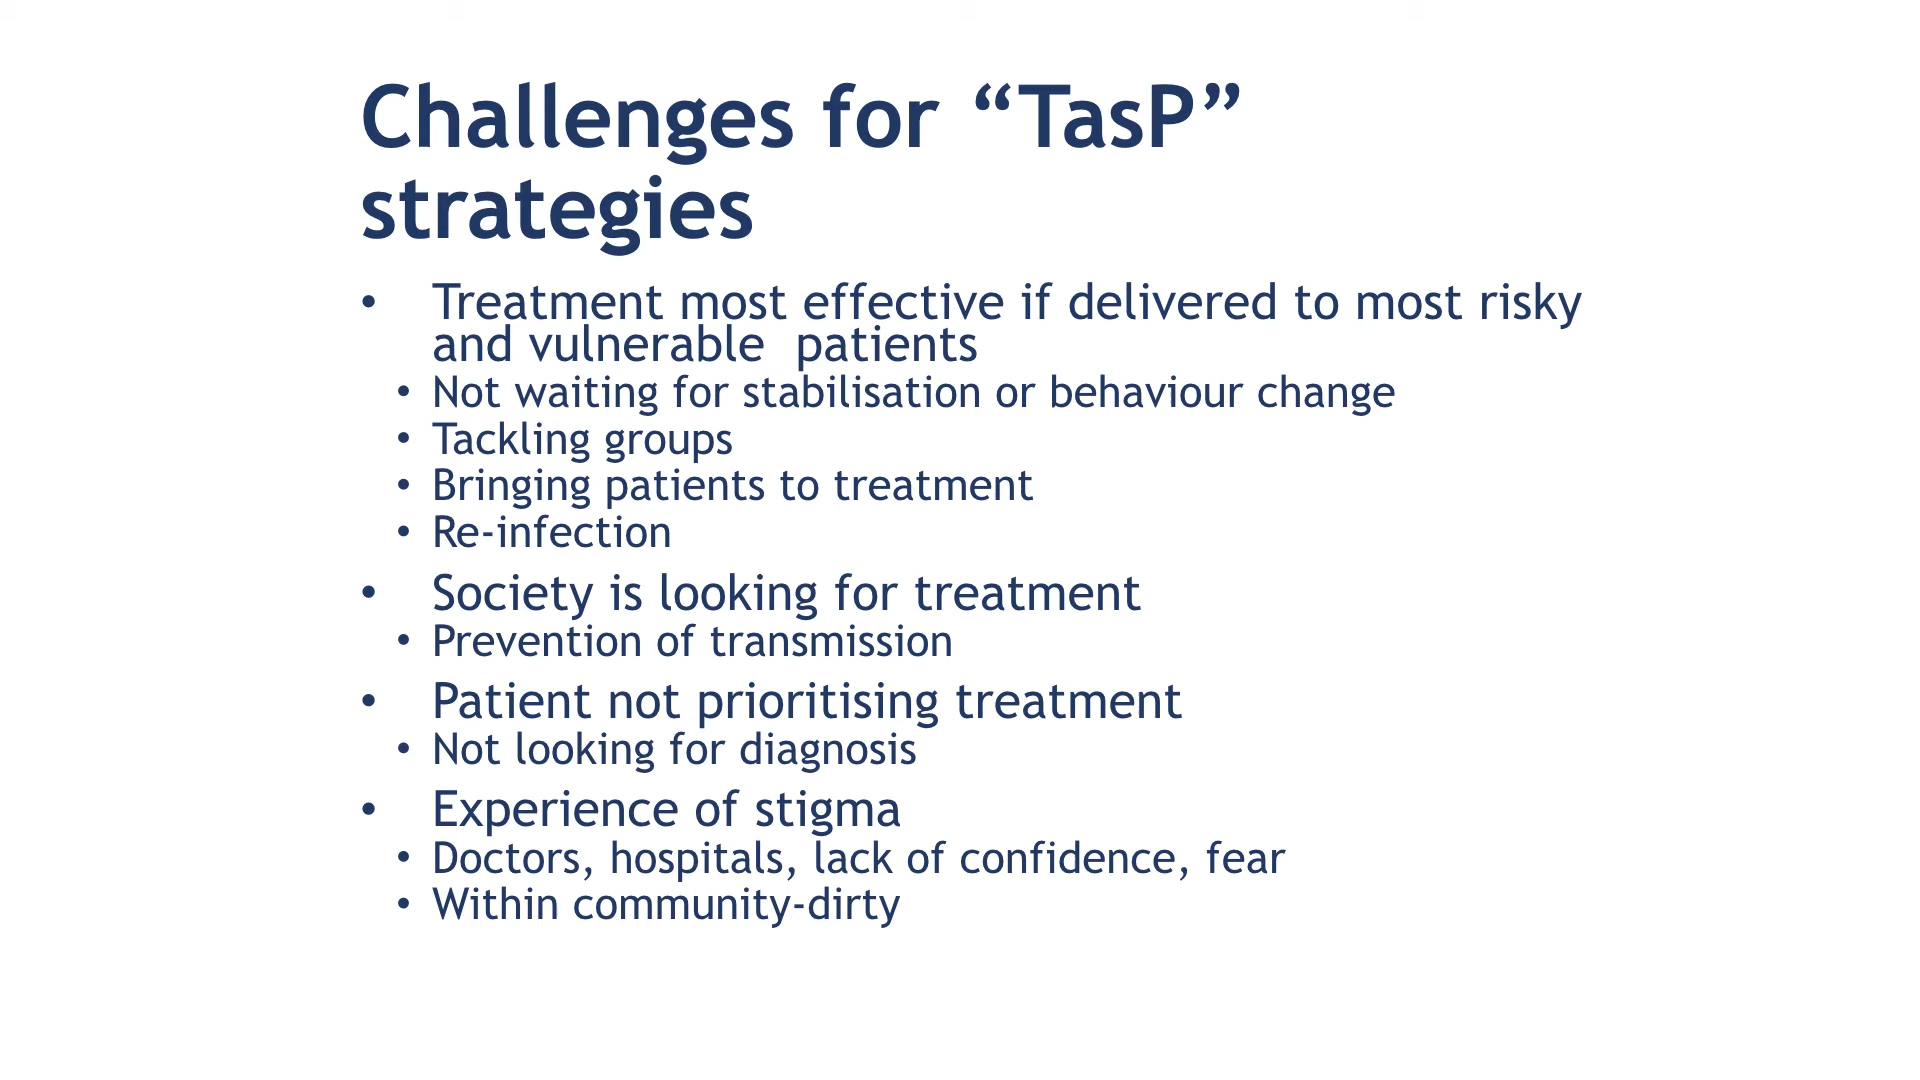 Challenges for “TasP”
strategies
• Treatment most effective if delivered to most risky
and vulnerable  patients
• Not waiting for stabilisation or behaviour change
• Tackling groups
• Bringing patients to treatment
• Re-infection
• Society is looking for treatment
• Prevention of transmission
• Patient not prioritising treatment
• Not looking for diagnosis
• Experience of stigma
• Doctors, hospitals, lack of confidence, fear
• Within community-dirty